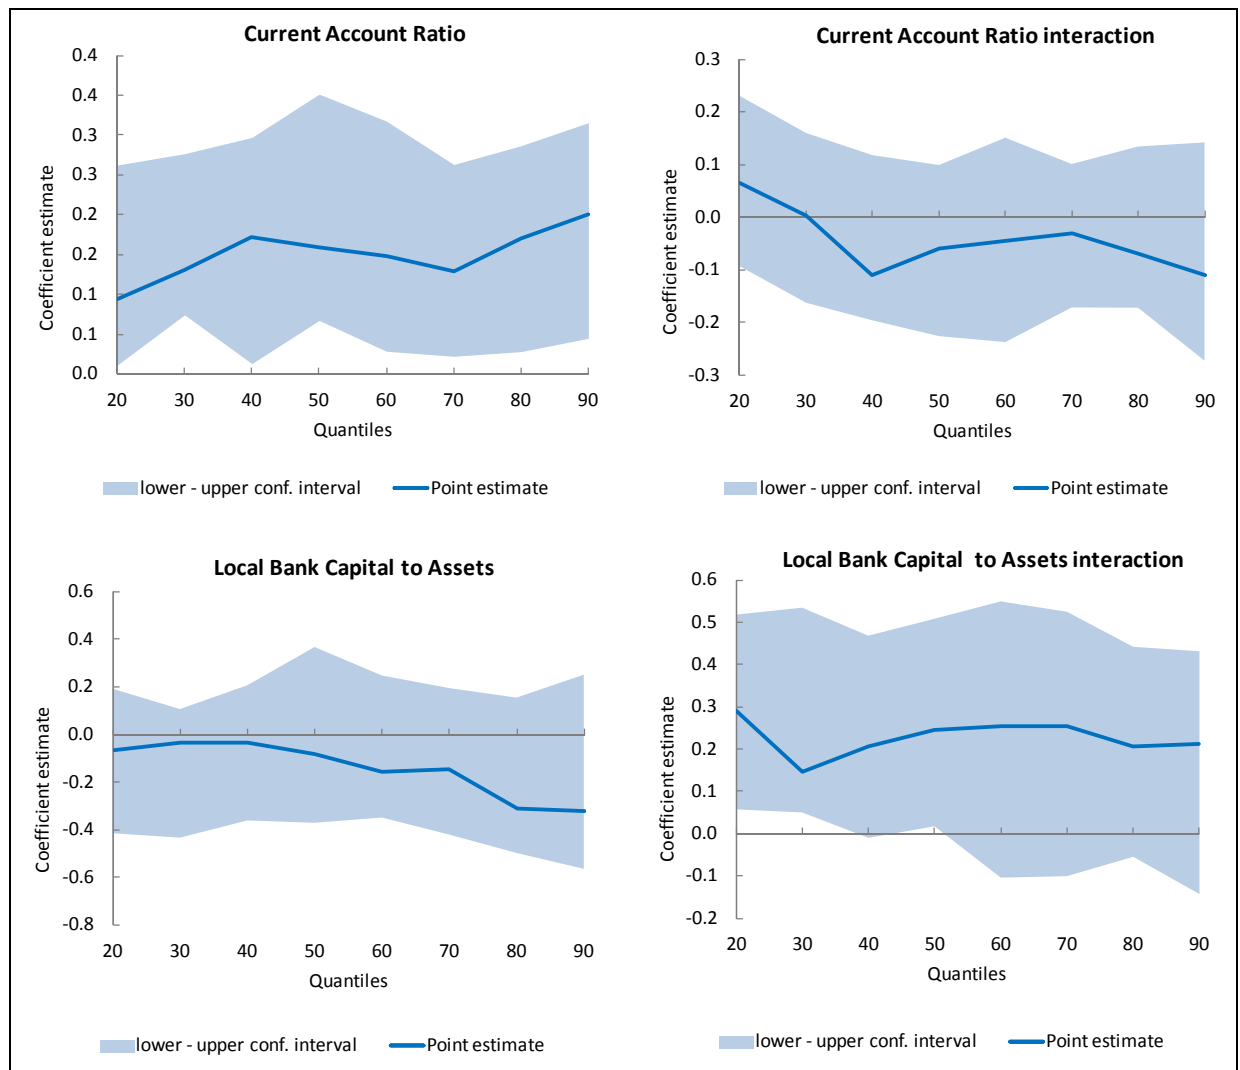 Current Account Ratio
0.4
0.4
0.3
0.3
0.2
0.2
0.1
0.1
0.0
Coefficient estimate
20 30 40 50 60 70 80 90
Quantiles
lower - upper conf. interval Point estimate
Current Account Ratio interaction
0.3
0.2
0.1
0.0
-0.1
-0.2
-0.3
Coefficient estimate
20 30 40 50 60 70 80 90
Quantiles
lower - upper conf. interval Point estimate
Local Bank Capital to Assets
0.6
0.4
0.2
0.0
-0.2
-0.4
-0.6
-0.8
Coefficient estimate
20 30 40 50 60 70 80 90
Quantiles
lower - upper conf. interval Point estimate
Local Bank Capital to Assets interaction
0.6
0.5
0.4
0.3
0.2
0.1
0.0
-0.1
-0.2
Coefficient estimate
20 30 40 50 60 70 80 90
Quantiles
lower - upper conf. interval Point estimate